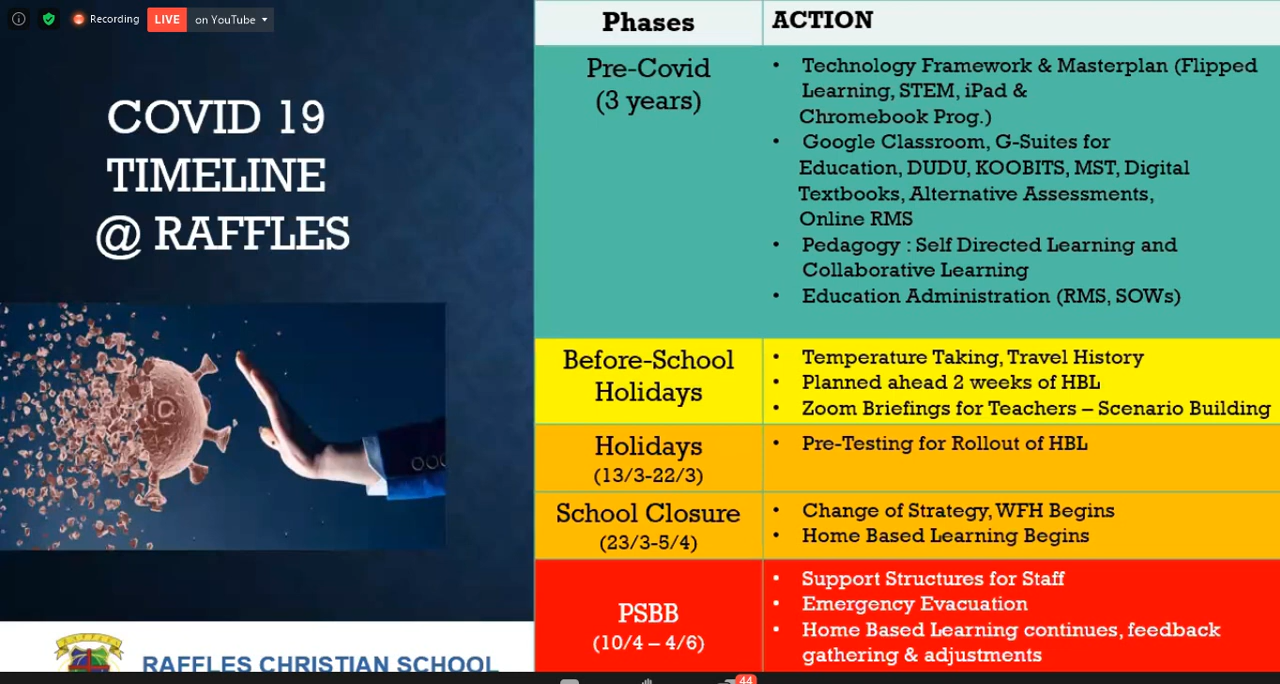 Recording
LIVE
on YouTube
COVID 19
TIMELINE
@ RAFFLES
RAFFLES CHRISTIAN SCHOOL
Phases
ACTION
Pre-Covid
(3 years)
• Technology Framework & Masterplan (Flipped
Learning, STEM, iPad &
Chromebook Prog.)
• Google Classroom, G-Suites for
Education, DUDU, KOOBITS, MST, Digital
Textbooks, Alternative Assessments,
Online RMS
• Pedagogy : Self Directed Learning and
Collaborative Learning
• Education Administration (RMS, SOWs)
Before-School
Holidays
• Temperature Taking, Travel History
• Planned ahead 2 weeks of HBL
• Zoom Briefings for Teachers – Scenario Building
Holidays
(13/3-22/3)
• Pre-Testing for Rollout of HBL
School Closure
(23/3-5/4)
• Change of Strategy, WFH Begins
• Home Based Learning Begins
PSBB
(10/4 – 4/6)
• Support Structures for Staff
• Emergency Evacuation
• Home Based Learning continues, feedback
gathering & adjustments
44